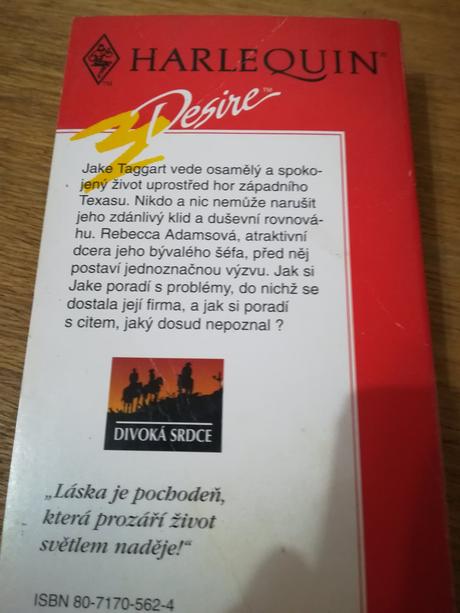 HARLEQUIN®
TM
Desire™
Jake Taggart vede osamělý a spoko-
jený život uprostřed hor západního
Texasu. Nikdo a nic nemůže narušit
jeho zdánlivý klid a duševní rovnová-
hu. Rebecca Adamsová, atraktivní
dcera jeho bývalého šéfa, před něj
postaví jednoznačnou výzvu. Jak si
Jake poradí s problémy, do nichž se
dostala její firma, a jak si poradí
s citem, jaký dosud nepoznal ?
DIVOKÁ SRDCE
„Láska je pochodeň,
která prozáří život
světlem naděje!“
ISBN 80-7170-562-4